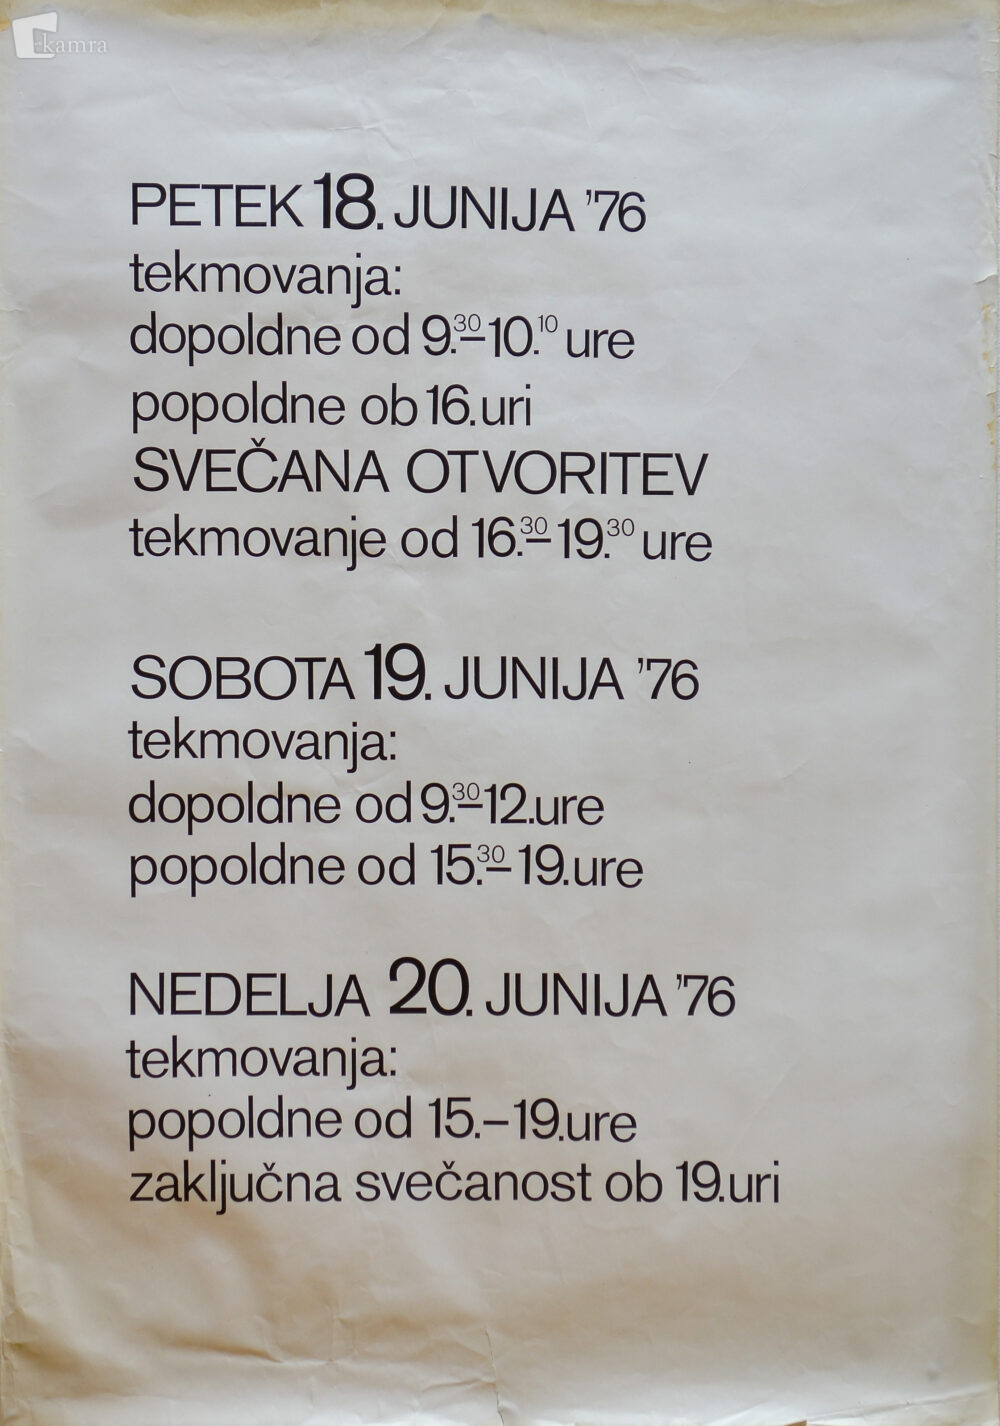 kamra
PETEK 18. JUNIJA '76
tekmovanja:
dopoldne od 9.30–10.10 ure
popoldne ob 16. uri
SVEČANA OTVORITEV
tekmovanje od 16.30–19.30 ure
SOBOTA 19. JUNIJA '76
tekmovanja:
dopoldne od 9.30–12. ure
popoldne od 15.30–19. ure
NEDELJA 20. JUNIJA '76
tekmovanja:
popoldne od 15.–19. ure
zaključna svečanost ob 19. uri